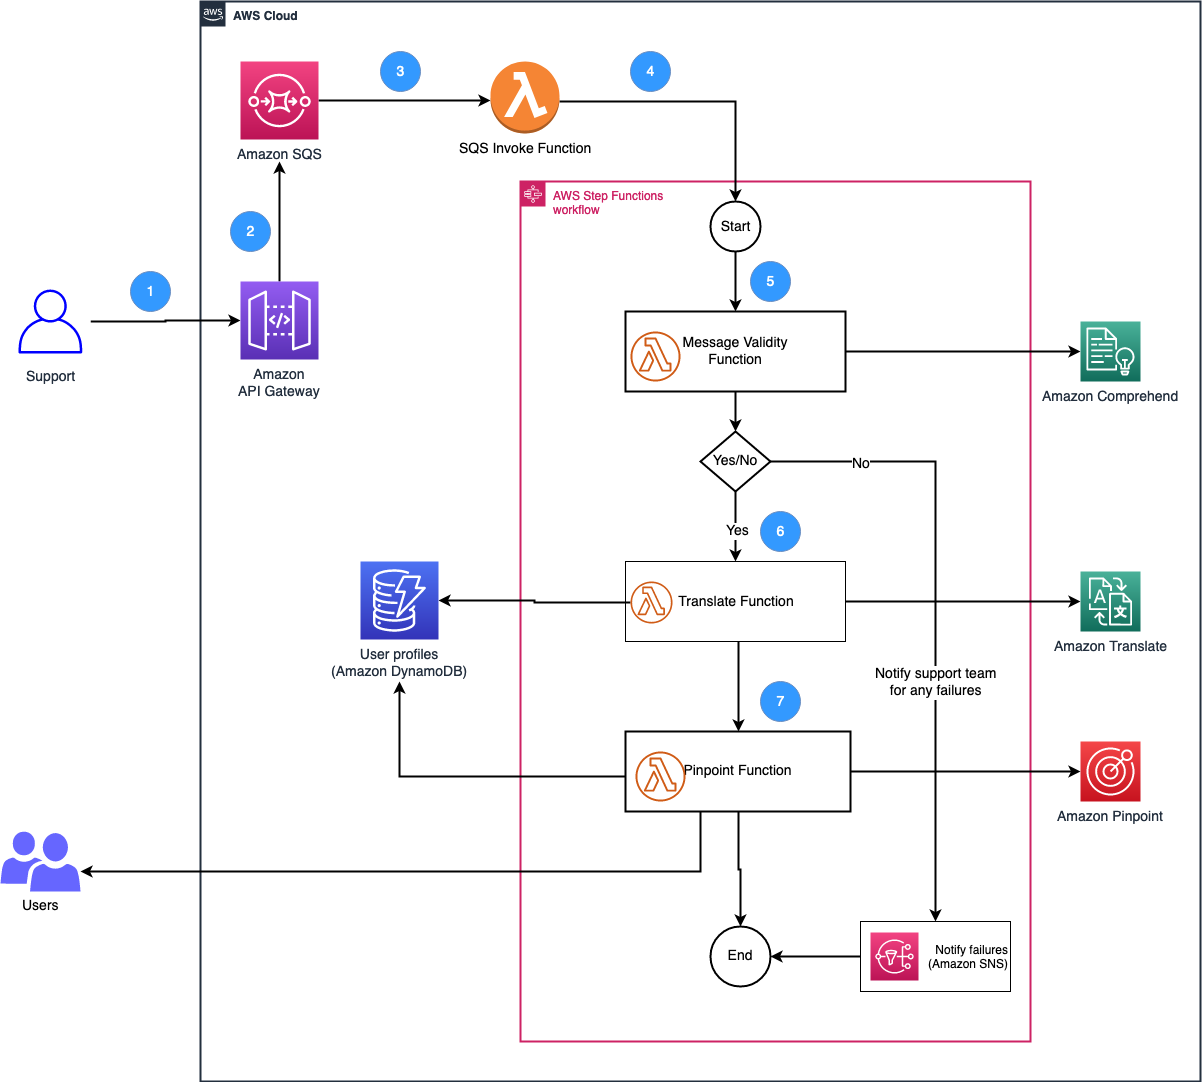 aws
AWS Cloud
3
4
Amazon SQS
SQS Invoke Function
AWS Step Functions
workflow
2
Start
1
5
Support
Amazon
API Gateway
Message Validity
Function
Amazon Comprehend
Yes/No
No
Yes
6
Translate Function
User profiles
(Amazon DynamoDB)
A
文
Amazon Translate
Notify support team
for any failures
7
Pinpoint Function
Amazon Pinpoint
Users
End
Notify failures
(Amazon SNS)